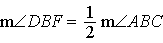 m∠DBF = 1/2 m∠ABC